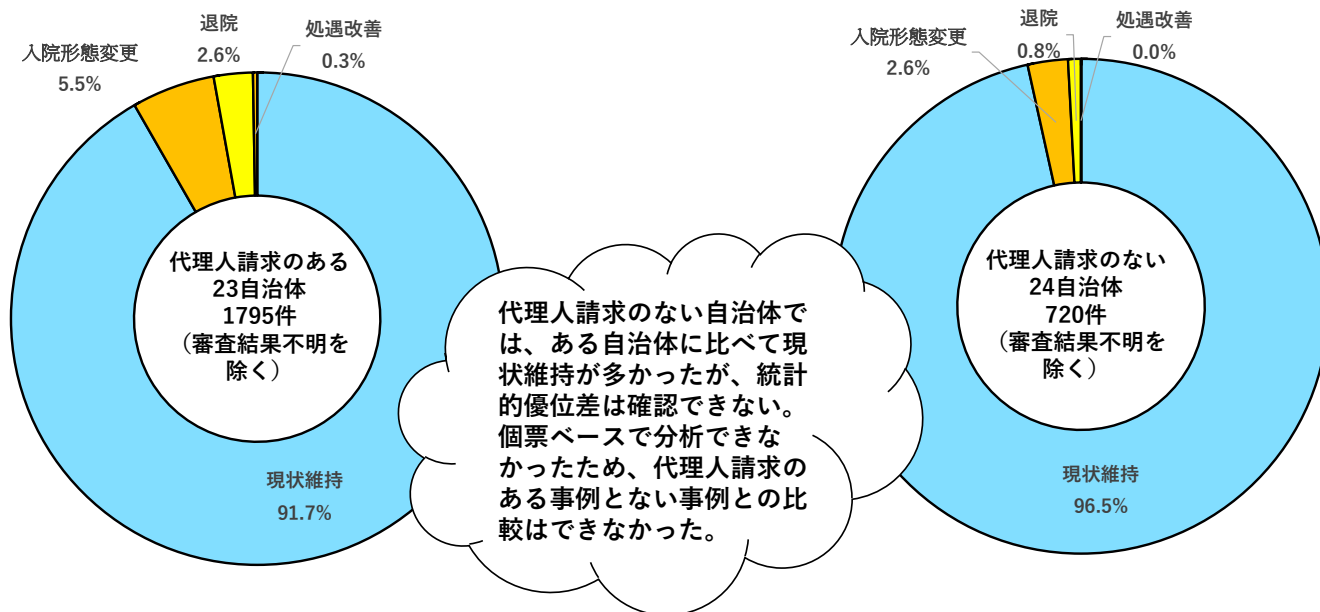 入院形態変更
5.5%
退院
2.6%
処遇改善
0.3%
代理人請求のある
23自治体
1795件
（審査結果不明を
除く）
現状維持
91.7%
代理人請求のない自治体で
は、ある自治体に比べて現
状維持が多かったが、統計
的優位差は確認できない。
個票ベースで分析できな
かったため、代理人請求の
ある事例とない事例との比
較はできなかった。
入院形態変更
2.6%
退院
0.8%
処遇改善
0.0%
代理人請求のない
24自治体
720件
（審査結果不明を
除く）
現状維持
96.5%